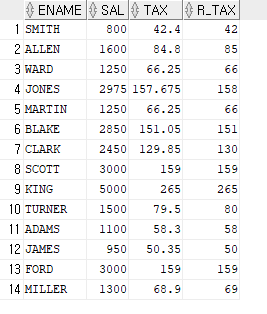 ENAME SAL TAX R_TAX
1 SMITH 800 42.4 42
2 ALLEN 1600 84.8 85
3 WARD 1250 66.25 66
4 JONES 2975 157.675 158
5 MARTIN 1250 66.25 66
6 BLAKE 2850 151.05 151
7 CLARK 2450 129.85 130
8 SCOTT 3000 159 159
9 KING 5000 265 265
10 TURNER 1500 79.5 80
11 ADAMS 1100 58.3 58
12 JAMES 950 50.35 50
13 FORD 3000 159 159
14 MILLER 1300 68.9 69